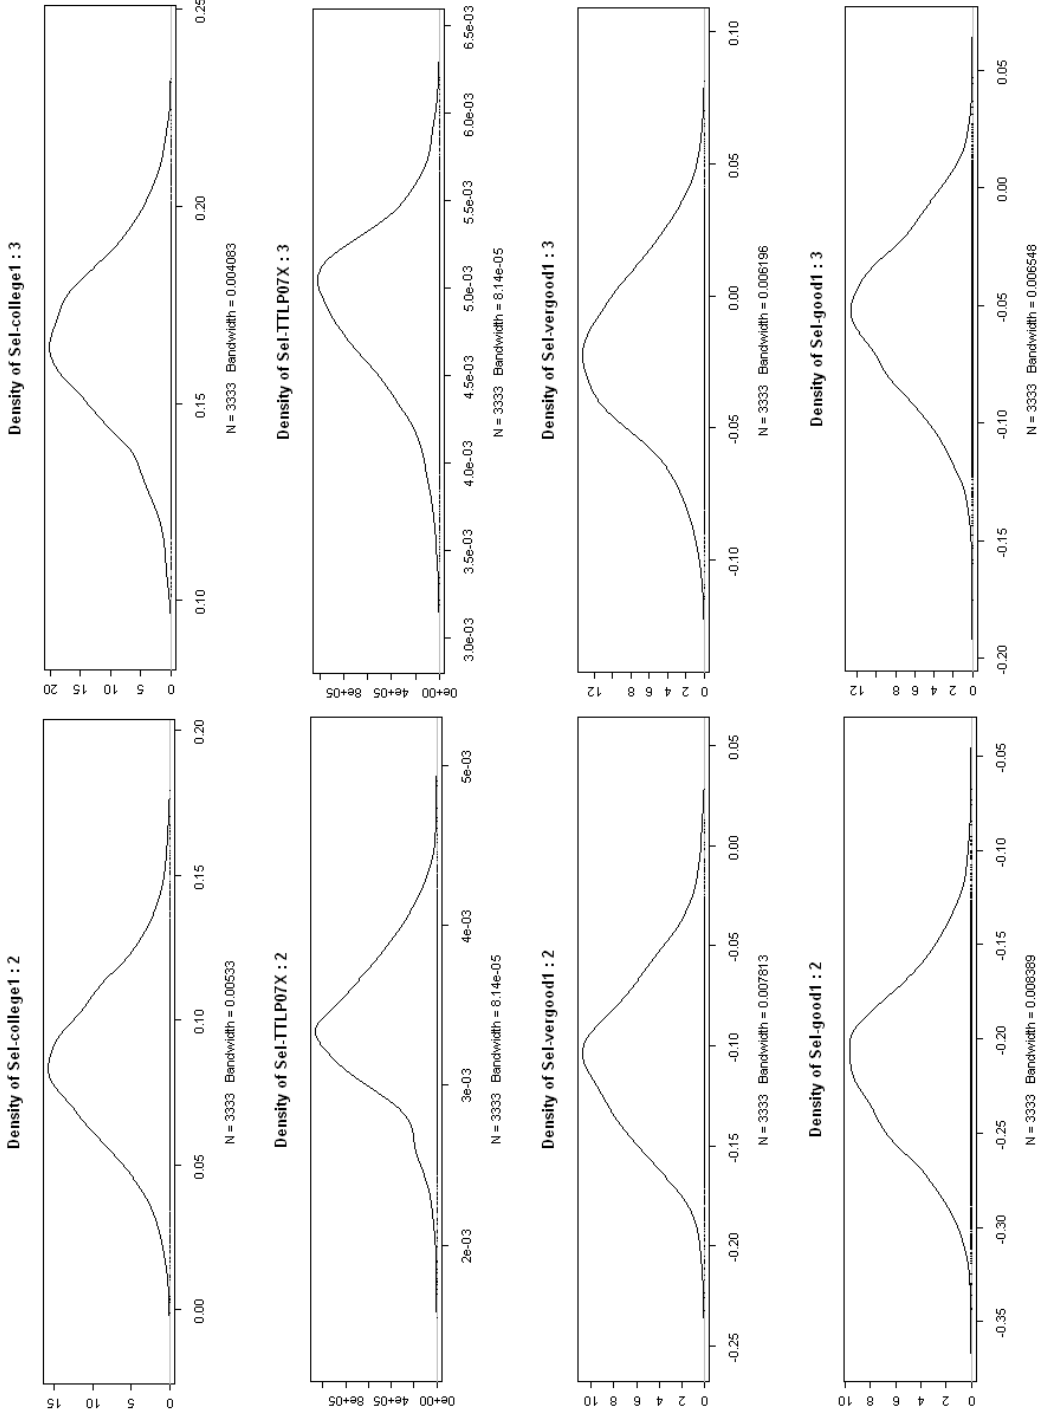 Density of Sel-college1 : 2
15
10
5
0
0.00 0.05 0.10 0.15 0.20
N = 3333 Bandwidth = 0.00533
Density of Sel-college1 : 3
20
15
10
5
0
0.10 0.15 0.20 0.25
N = 3333 Bandwidth = 0.004083
Density of Sel-TTLP07X : 2
8e+05
4e+05
0e+00
2e-03 3e-03 4e-03 5e-03
N = 3333 Bandwidth = 8.14e-05
Density of Sel-TTLP07X : 3
8e+05
4e+05
0e+00
3.0e-03 3.5e-03 4.0e-03 4.5e-03 5.0e-03 5.5e-03 6.0e-03 6.5e-03
N = 3333 Bandwidth = 8.14e-05
Density of Sel-vergood1 : 2
10
8
6
4
2
0
-0.25 -0.20 -0.15 -0.10 -0.05 0.00 0.05
N = 3333 Bandwidth = 0.007813
Density of Sel-vergood1 : 3
12
8
6
4
2
0
-0.10 -0.05 0.00 0.05 0.10
N = 3333 Bandwidth = 0.006196
Density of Sel-good1 : 2
10
8
6
4
2
0
-0.35 -0.30 -0.25 -0.20 -0.15 -0.10 -0.05
N = 3333 Bandwidth = 0.008389
Density of Sel-good1 : 3
12
8
6
4
2
0
-0.20 -0.15 -0.10 -0.05 0.00 0.05
N = 3333 Bandwidth = 0.006548